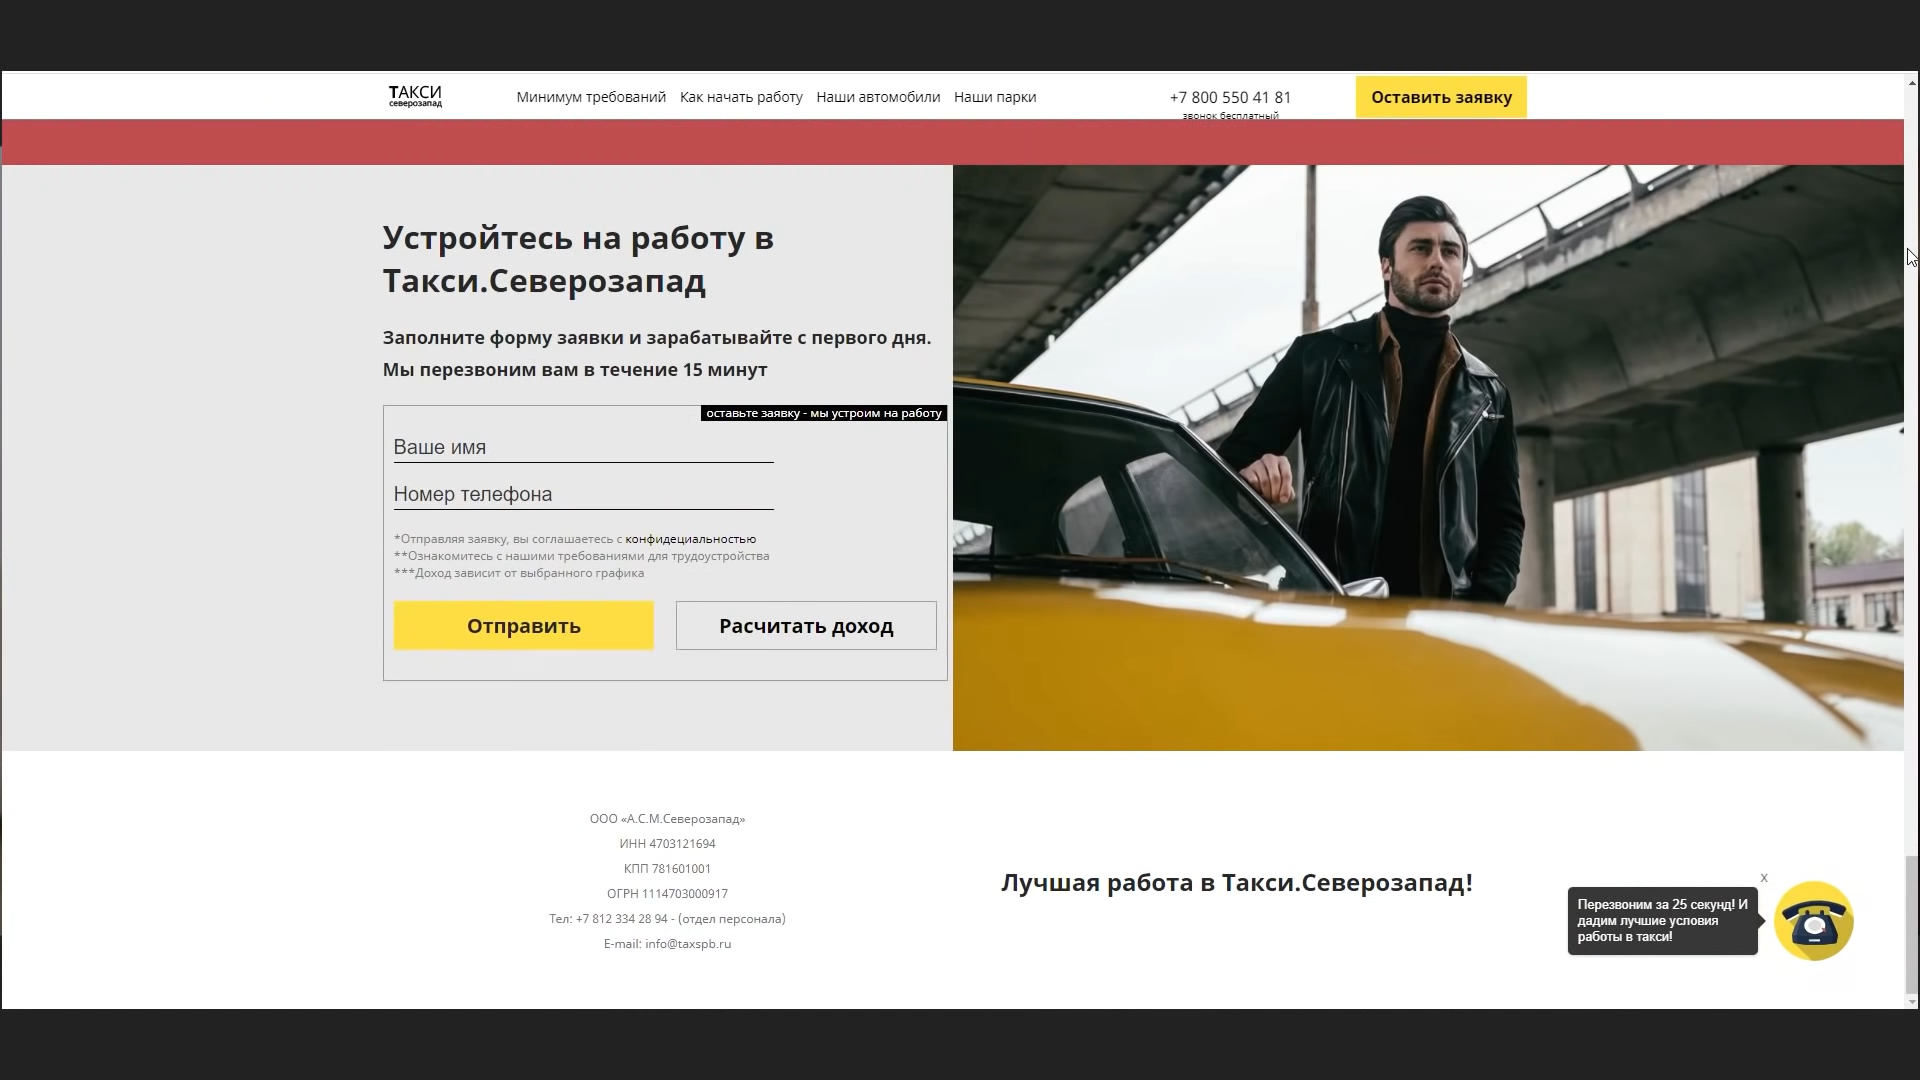 ТАКСИ
северозапад
Минимум требований
Как начать работу
Наши автомобили
Наши парки
+7 800 550 41 81
звонок бесплатный
Оставить заявку
Устройтесь на работу в
Такси.Северозапад
Заполните форму заявки и зарабатывайте с первого дня.
Мы перезвоним вам в течение 15 минут
оставьте заявку - мы устроим на работу
Ваше имя
Номер телефона
*Отправляя заявку, вы соглашаетесь с конфидециальностью
**Ознакомитесь с нашими требованиями для трудоустройства
***Доход зависит от выбранного графика
Отправить
Расчитать доход
ООО «А.С.М.Северозапад»
ИНН 4703121694
КПП 781601001
ОГРН 1114703000917
Тел: +7 812 334 28 94 - (отдел персонала)
E-mail: info@taxspb.ru
Лучшая работа в Такси.Северозапад!
x
Перезвоним за 25 секунд! И
дадим лучшие условия
работы в такси!